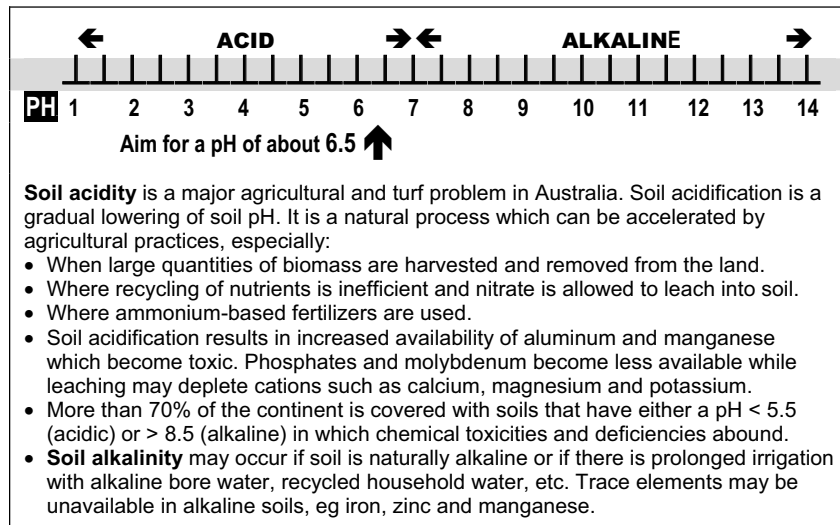 ACID ALKALINE
PH 1 2 3 4 5 6 7 8 9 10 11 12 13 14
Aim for a pH of about 6.5
Soil acidity is a major agricultural and turf problem in Australia. Soil acidification is a
gradual lowering of soil pH. It is a natural process which can be accelerated by
agricultural practices, especially:
• When large quantities of biomass are harvested and removed from the land.
• Where recycling of nutrients is inefficient and nitrate is allowed to leach into soil.
• Where ammonium-based fertilizers are used.
• Soil acidification results in increased availability of aluminum and manganese
which become toxic. Phosphates and molybdenum become less available while
leaching may deplete cations such as calcium, magnesium and potassium.
• More than 70% of the continent is covered with soils that have either a pH < 5.5
(acidic) or > 8.5 (alkaline) in which chemical toxicities and deficiencies abound.
• Soil alkalinity may occur if soil is naturally alkaline or if there is prolonged irrigation
with alkaline bore water, recycled household water, etc. Trace elements may be
unavailable in alkaline soils, eg iron, zinc and manganese.